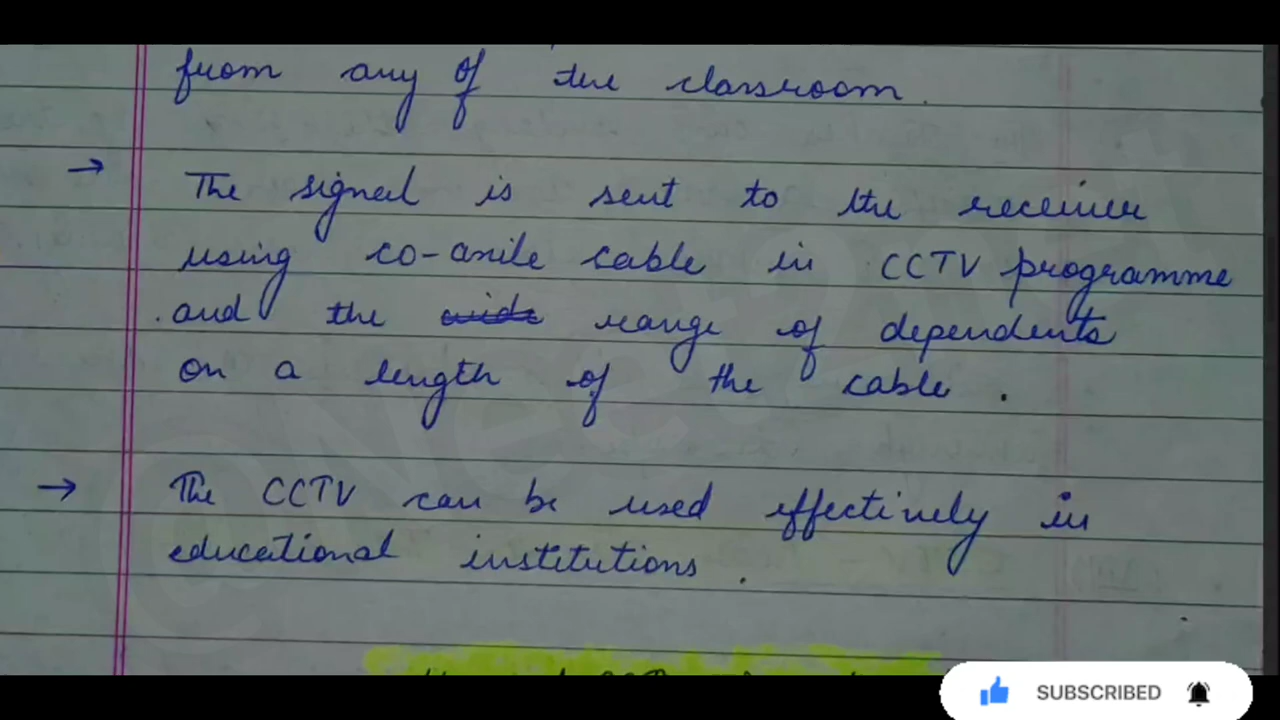 from any of the classroom.
→ The signal is sent to the receiver
using co-axile cable in CCTV programme
and the range of dependents
on a length of the cable.
→ The CCTV can be used effectively in
educational institutions.
SUBSCRIBED